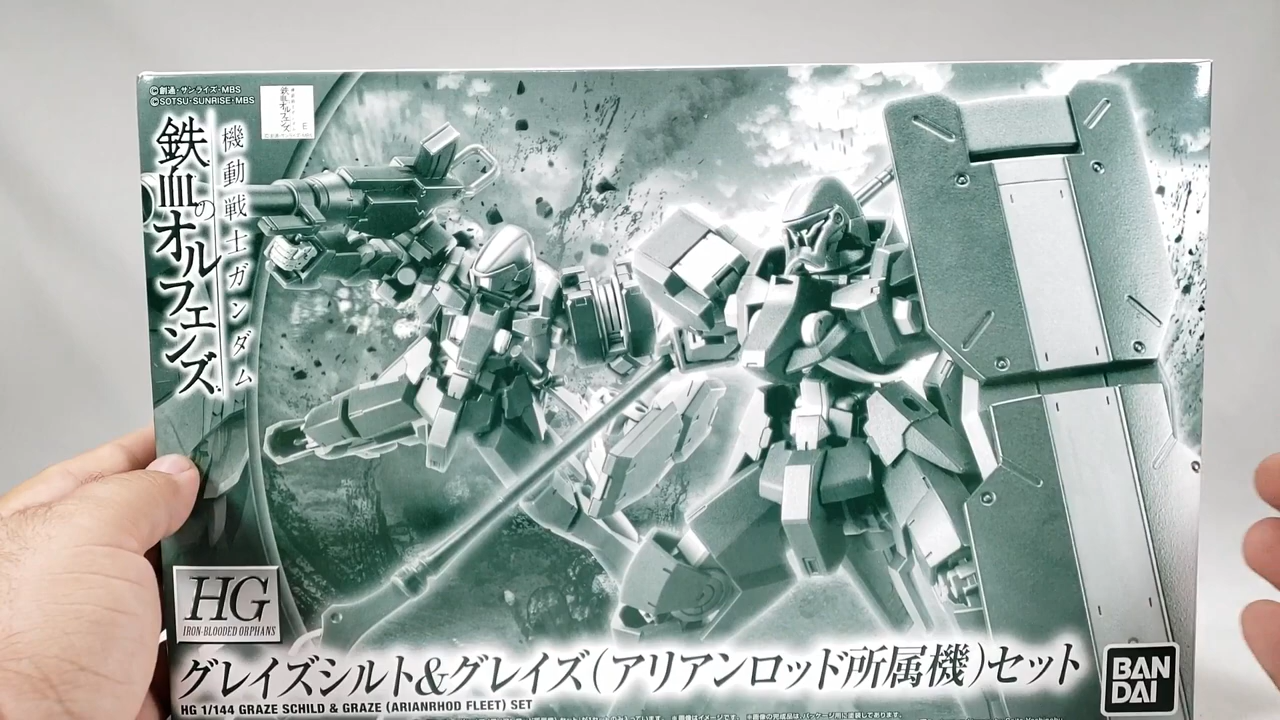 ©創通・サンライズ・MBS
©SOTSU・SUNRISE・MBS
機動戦士ガンダム
鉄血のオルフェンズ
HG
IRON-BLOODED ORPHANS
グレイズシルト&グレイズ(アリアンロッド所属機)セット
HG 1/144 GRAZE SCHILD & GRAZE (ARIANRHOD FLEET) SET
BAN
DAI